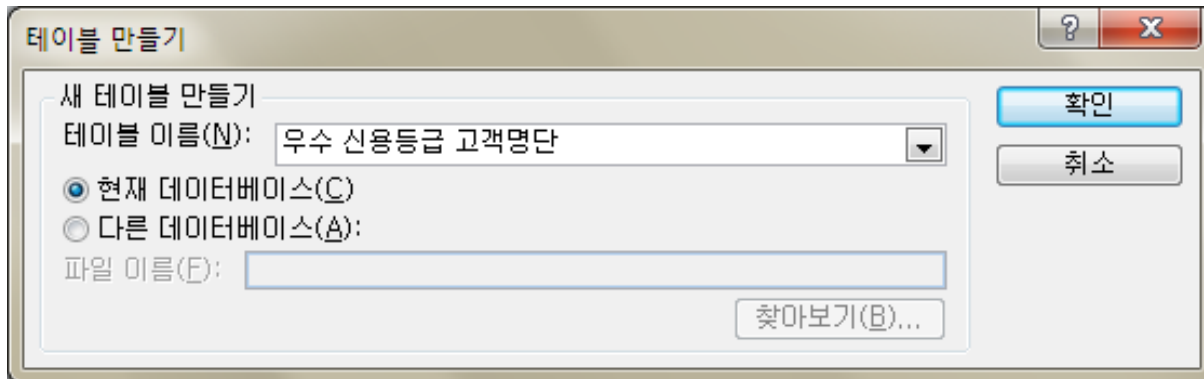 테이블 만들기
새 테이블 만들기
테이블 이름(N): 우수 신용등급 고객명단
현재 데이터베이스(C)
다른 데이터베이스(A):
파일 이름(F):
찾아보기(B)...
확인
취소